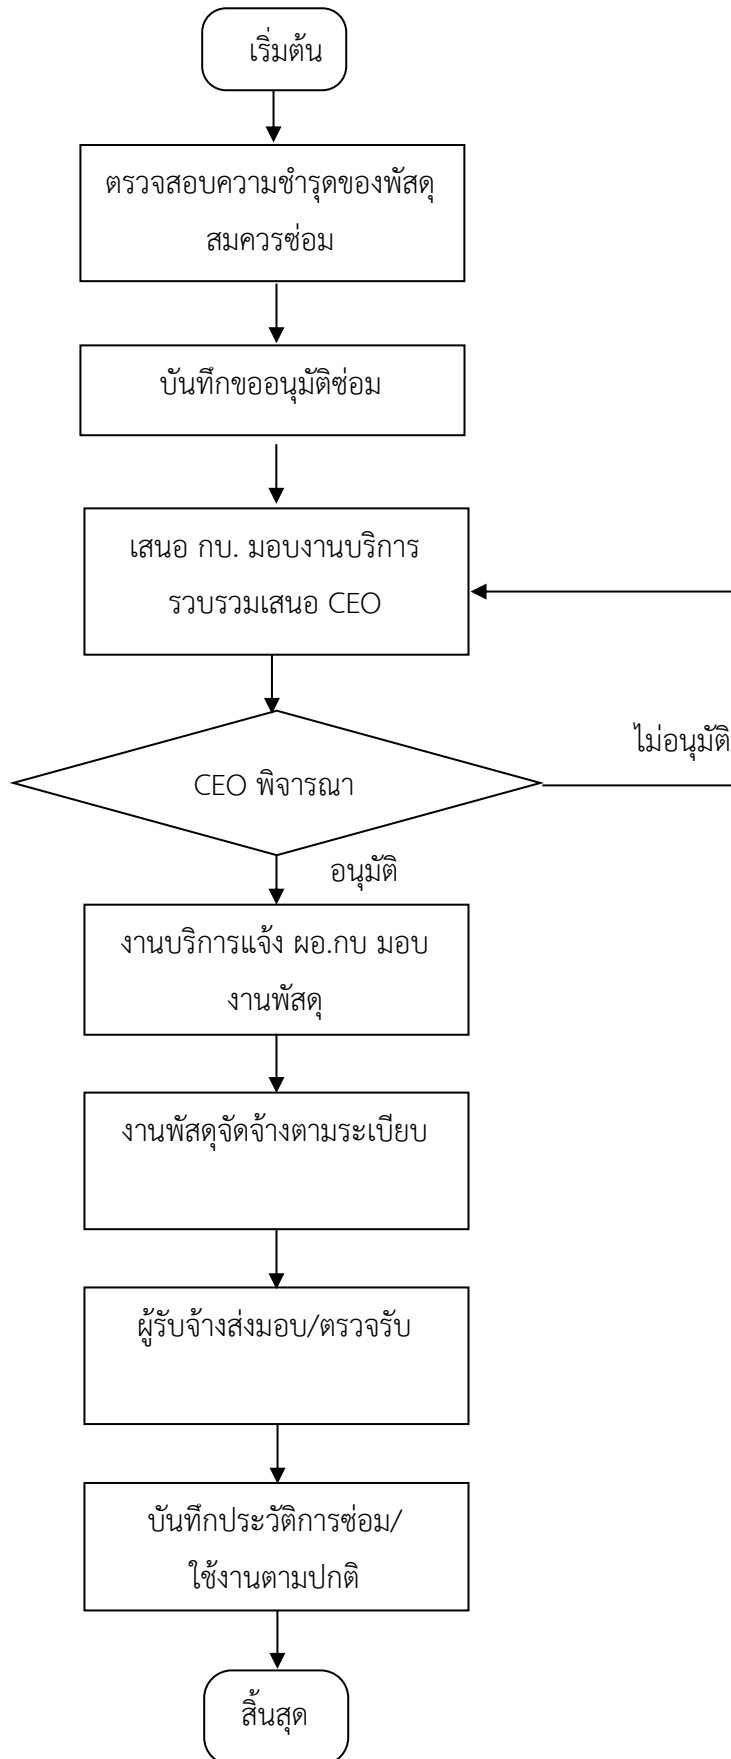 เริ่มต้น
ตรวจสอบความชำรุดของพัสดุ
สมควรซ่อม
บันทึกขออนุมัติซ่อม
เสนอ กบ. มอบงานบริการ
รวบรวมเสนอ CEO
ไม่อนุมัติ
CEO พิจารณา
อนุมัติ
งานบริการแจ้ง ผอ.กบ มอบ
งานพัสดุ
งานพัสดุจัดจ้างตามระเบียบ
ผู้รับจ้างส่งมอบ/ตรวจรับ
บันทึกประวัติการซ่อม/
ใช้งานตามปกติ
สิ้นสุด